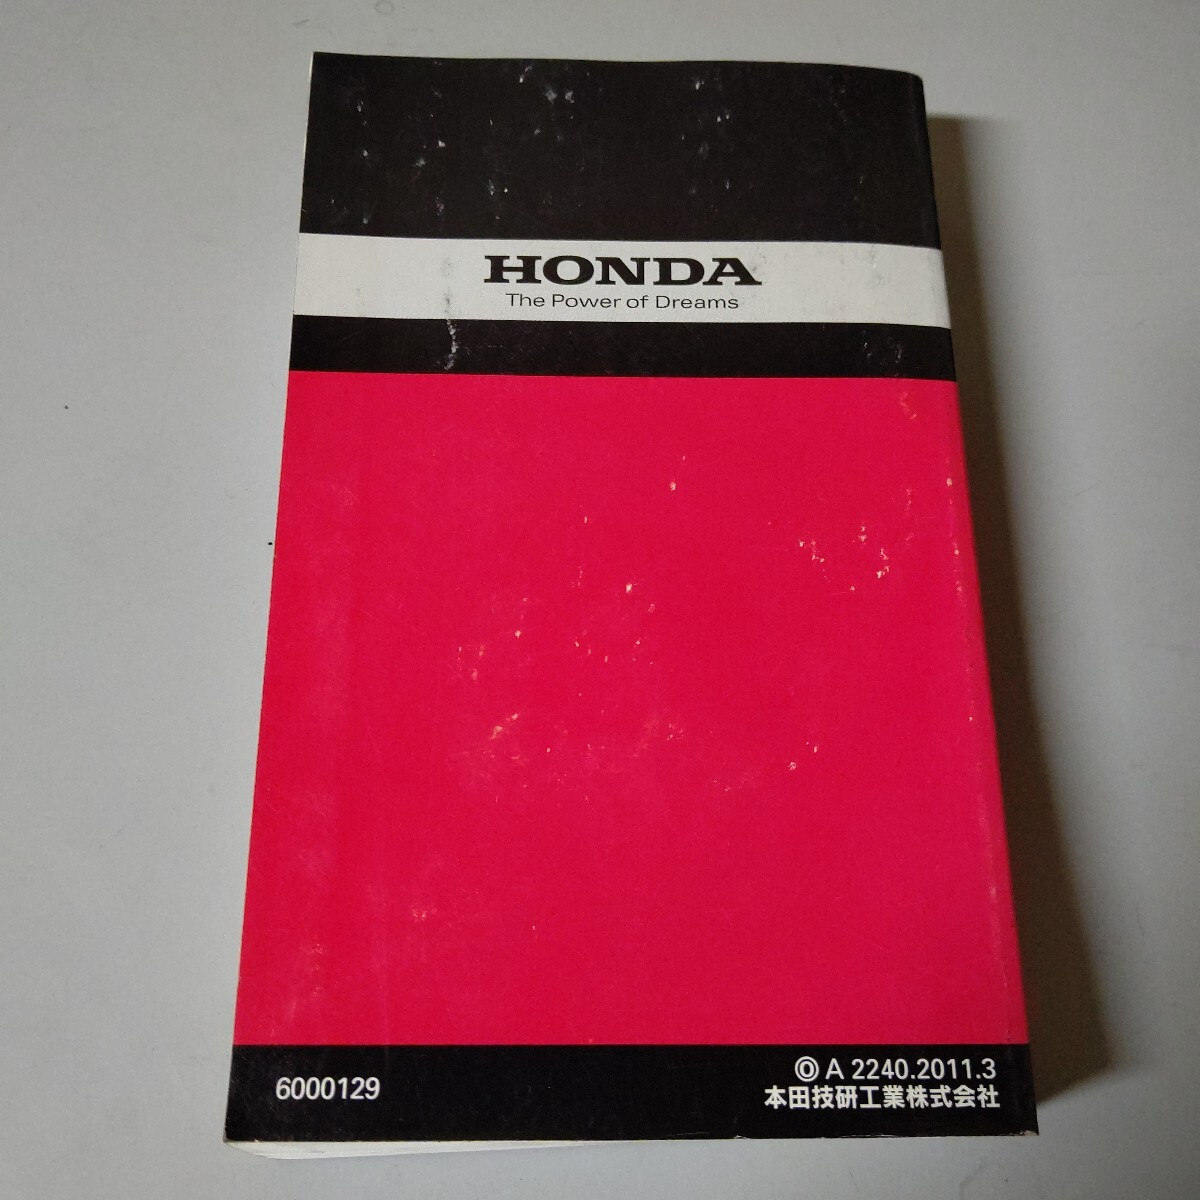 HONDA
The Power of Dreams
6000129
Ⓞ A 2240.2011.3
本田技研工業株式会社